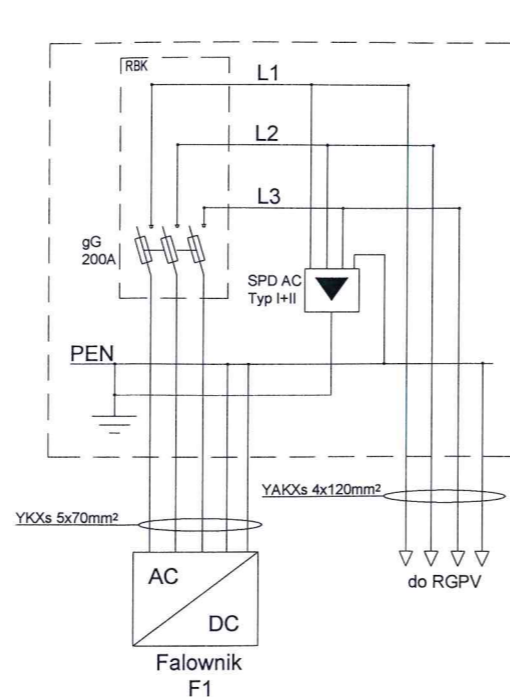 RBK
L1
L2
L3
gG
200A
SPD AC
Typ I+II
PEN
YAKXs 4x120mm²
YKXs 5x70mm²
do RGPV
AC
DC
Falownik
F1